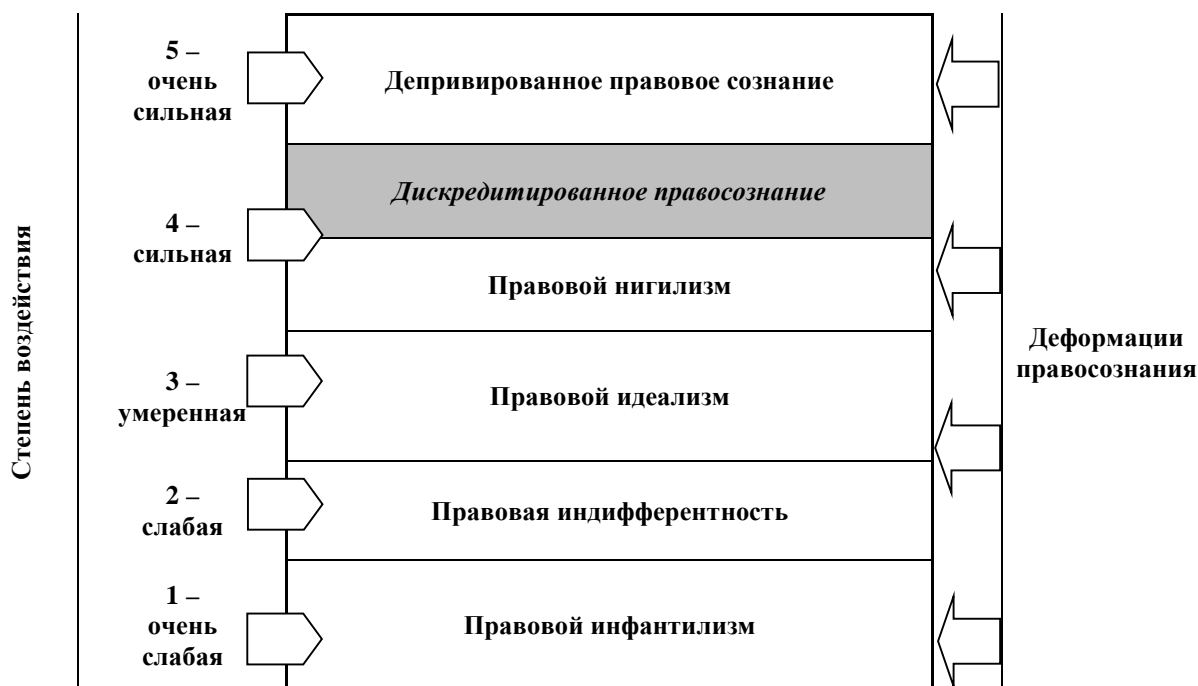 Степень воздействия
5 –
очень
сильная
Депривированное правовое сознание
Дискредитированное правосознание
4 –
сильная
Правовой нигилизм
3 –
умеренная
Правовой идеализм
2 –
слабая
Правовая индифферентность
1 –
очень
слабая
Правовой инфантилизм
Деформации
правосознания